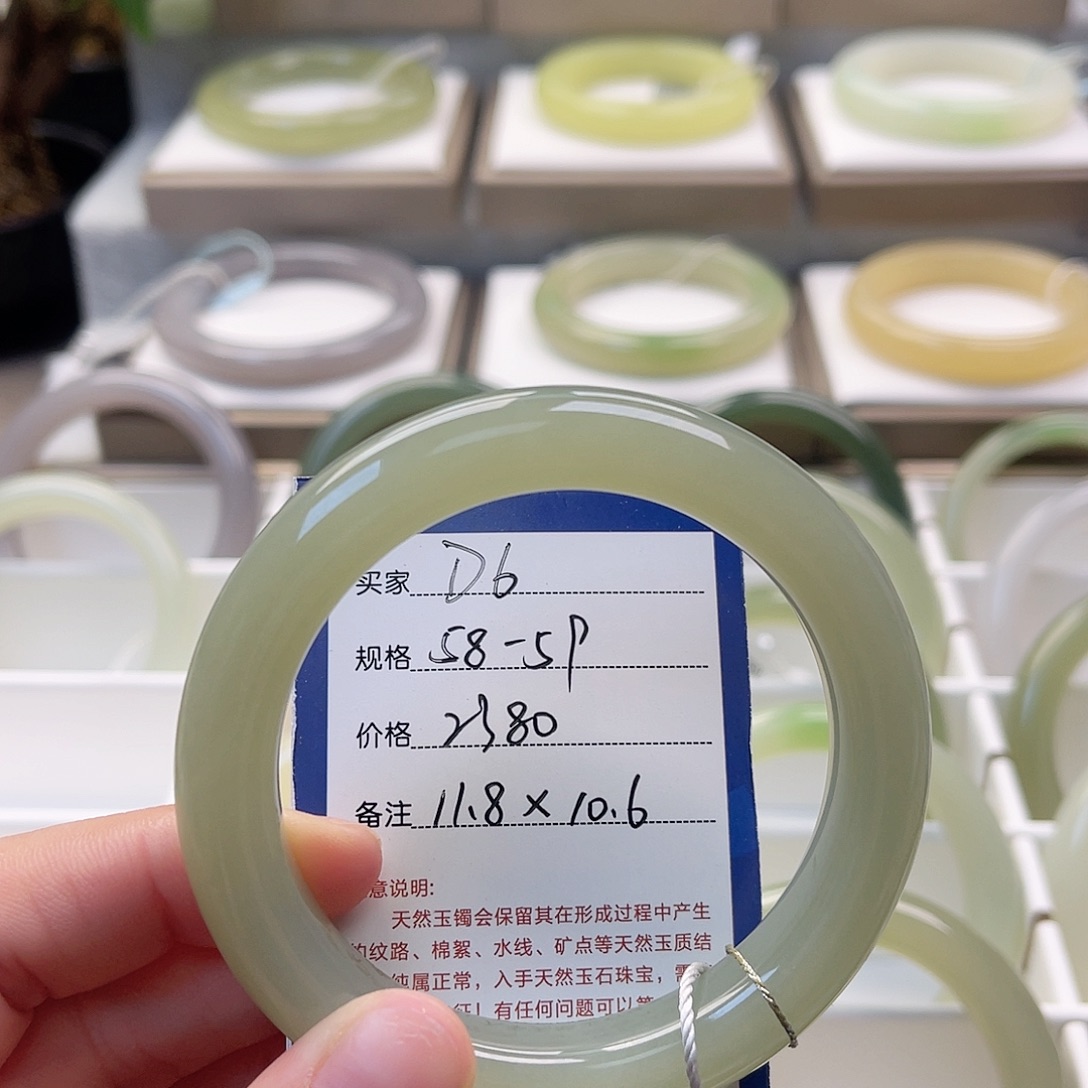 买家 D6
规格 58-59
价格 2380
备注 11.8×10.6
意说明:
天然玉镯会保留其在形成过程中产生
纹路、棉絮、水线、矿点等天然玉质结
纯属正常,入手天然玉石珠宝,
征!有任何问题可以